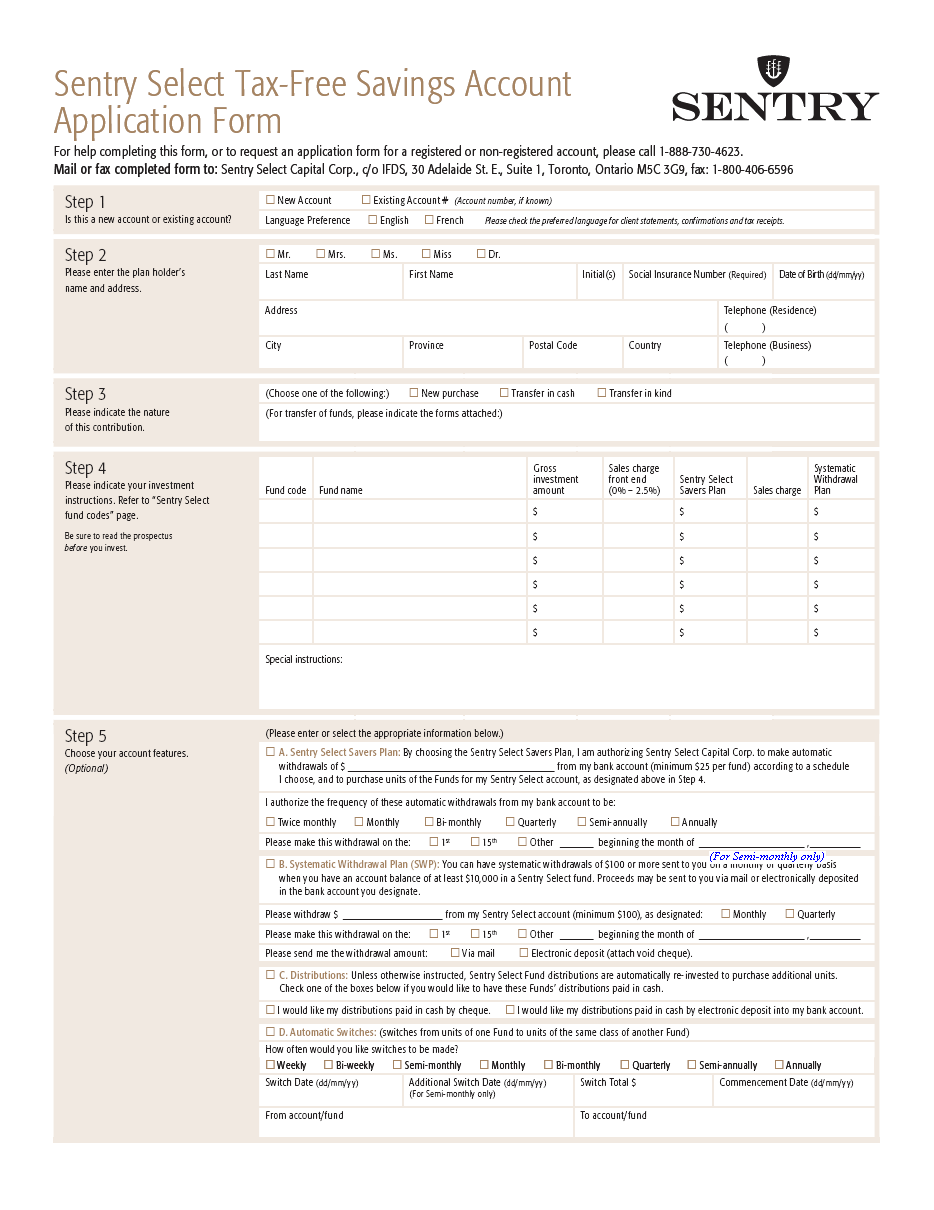 Sentry Select Tax-Free Savings Account
Application Form
SENTRY
For help completing this form, or to request an application form for a registered or non-registered account, please call 1-888-730-4623.
Mail or fax completed form to: Sentry Select Capital Corp., c/o IFDS, 30 Adelaide St. E., Suite 1, Toronto, Ontario M5C 3G9, fax: 1-800-406-6596
Step 1
Is this a new account or existing account?
☐ New Account ☐ Existing Account # (Account number, if known)
Language Preference ☐ English ☐ French Please check the preferred language for client statements, confirmations and tax receipts.
Step 2
Please enter the plan holder's
name and address.
☐ Mr. ☐ Mrs. ☐ Ms. ☐ Miss ☐ Dr.
Last Name First Name Initial(s) Social Insurance Number (Required) Date of Birth (dd/mm/yy)
Address Telephone (Residence)
( )
City Province Postal Code Country Telephone (Business)
( )
Step 3
Please indicate the nature
of this contribution.
(Choose one of the following:) ☐ New purchase ☐ Transfer in cash ☐ Transfer in kind
(For transfer of funds, please indicate the forms attached:)
Step 4
Please indicate your investment
instructions. Refer to "Sentry Select
fund codes" page.
Be sure to read the prospectus
before you invest.
Fund code Fund name Gross investment amount Sales charge front end (0% – 2.5%) Sentry Select Savers Plan Sales charge Systematic Withdrawal Plan
$ $ $
$ $ $
$ $ $
$ $ $
$ $ $
$ $ $
Special instructions:
Step 5
Choose your account features.
(Optional)
(Please enter or select the appropriate information below.)
☐ A. Sentry Select Savers Plan: By choosing the Sentry Select Savers Plan, I am authorizing Sentry Select Capital Corp. to make automatic
withdrawals of $ ____________ from my bank account (minimum $25 per fund) according to a schedule
I choose, and to purchase units of the Funds for my Sentry Select account, as designated above in Step 4.
I authorize the frequency of these automatic withdrawals from my bank account to be:
☐ Twice monthly ☐ Monthly ☐ Bi-monthly ☐ Quarterly ☐ Semi-annually ☐ Annually
Please make this withdrawal on the: ☐ 1st ☐ 15th ☐ Other ______ beginning the month of ____________ , ______
(For Semi-monthly only)
☐ B. Systematic Withdrawal Plan (SWP): You can have systematic withdrawals of $100 or more sent to you on a monthly or quarterly basis
when you have an account balance of at least $10,000 in a Sentry Select fund. Proceeds may be sent to you via mail or electronically deposited
in the bank account you designate.
Please withdraw $ ____________ from my Sentry Select account (minimum $100), as designated: ☐ Monthly ☐ Quarterly
Please make this withdrawal on the: ☐ 1st ☐ 15th ☐ Other ______ beginning the month of ____________ , ______
Please send me the withdrawal amount: ☐ Via mail ☐ Electronic deposit (attach void cheque).
☐ C. Distributions: Unless otherwise instructed, Sentry Select Fund distributions are automatically re-invested to purchase additional units.
Check one of the boxes below if you would like to have these Funds' distributions paid in cash.
☐ I would like my distributions paid in cash by cheque. ☐ I would like my distributions paid in cash by electronic deposit into my bank account.
☐ D. Automatic Switches: (switches from units of one Fund to units of the same class of another Fund)
How often would you like switches to be made?
☐ Weekly ☐ Bi-weekly ☐ Semi-monthly ☐ Monthly ☐ Bi-monthly ☐ Quarterly ☐ Semi-annually ☐ Annually
Switch Date (dd/mm/yy) Additional Switch Date (dd/mm/yy) Switch Total $ Commencement Date (dd/mm/yy)
(For Semi-monthly only)
From account/fund To account/fund